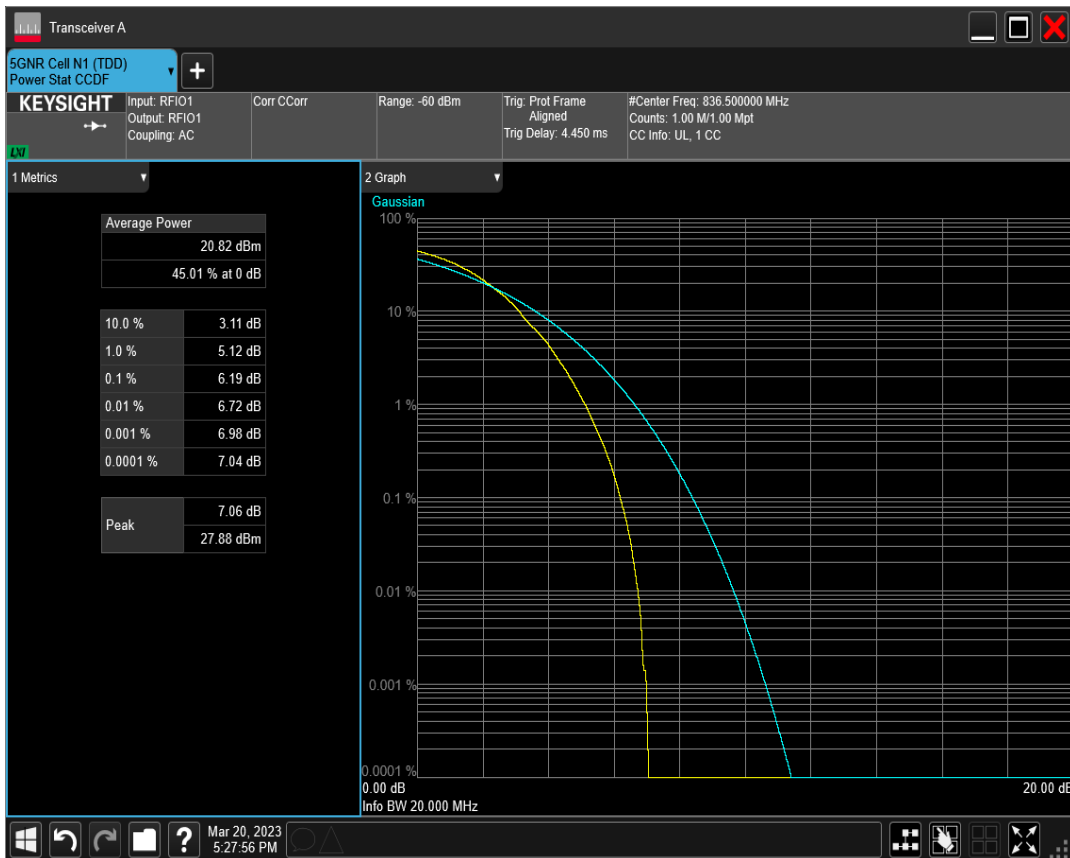 Transceiver A
5GNR Cell N1 (TDD)
Power Stat CCDF
KEYSIGHT
LXI
Input: RFIO1
Output: RFIO1
Coupling: AC
Corr CCorr
Range: -60 dBm
Trig: Prot Frame
Aligned
Trig Delay: 4.450 ms
#Center Freq: 836.500000 MHz
Counts: 1.00 M/1.00 Mpt
CC Info: UL, 1 CC
1 Metrics
Average Power
20.82 dBm
45.01 % at 0 dB
10.0 % 3.11 dB
1.0 % 5.12 dB
0.1 % 6.19 dB
0.01 % 6.72 dB
0.001 % 6.98 dB
0.0001 % 7.04 dB
Peak
7.06 dB
27.88 dBm
2 Graph
Gaussian
100 %
10 %
1 %
0.1 %
0.01 %
0.001 %
0.0001 %
0.00 dB 20.00 dB
Info BW 20.000 MHz
Mar 20, 2023
5:27:56 PM